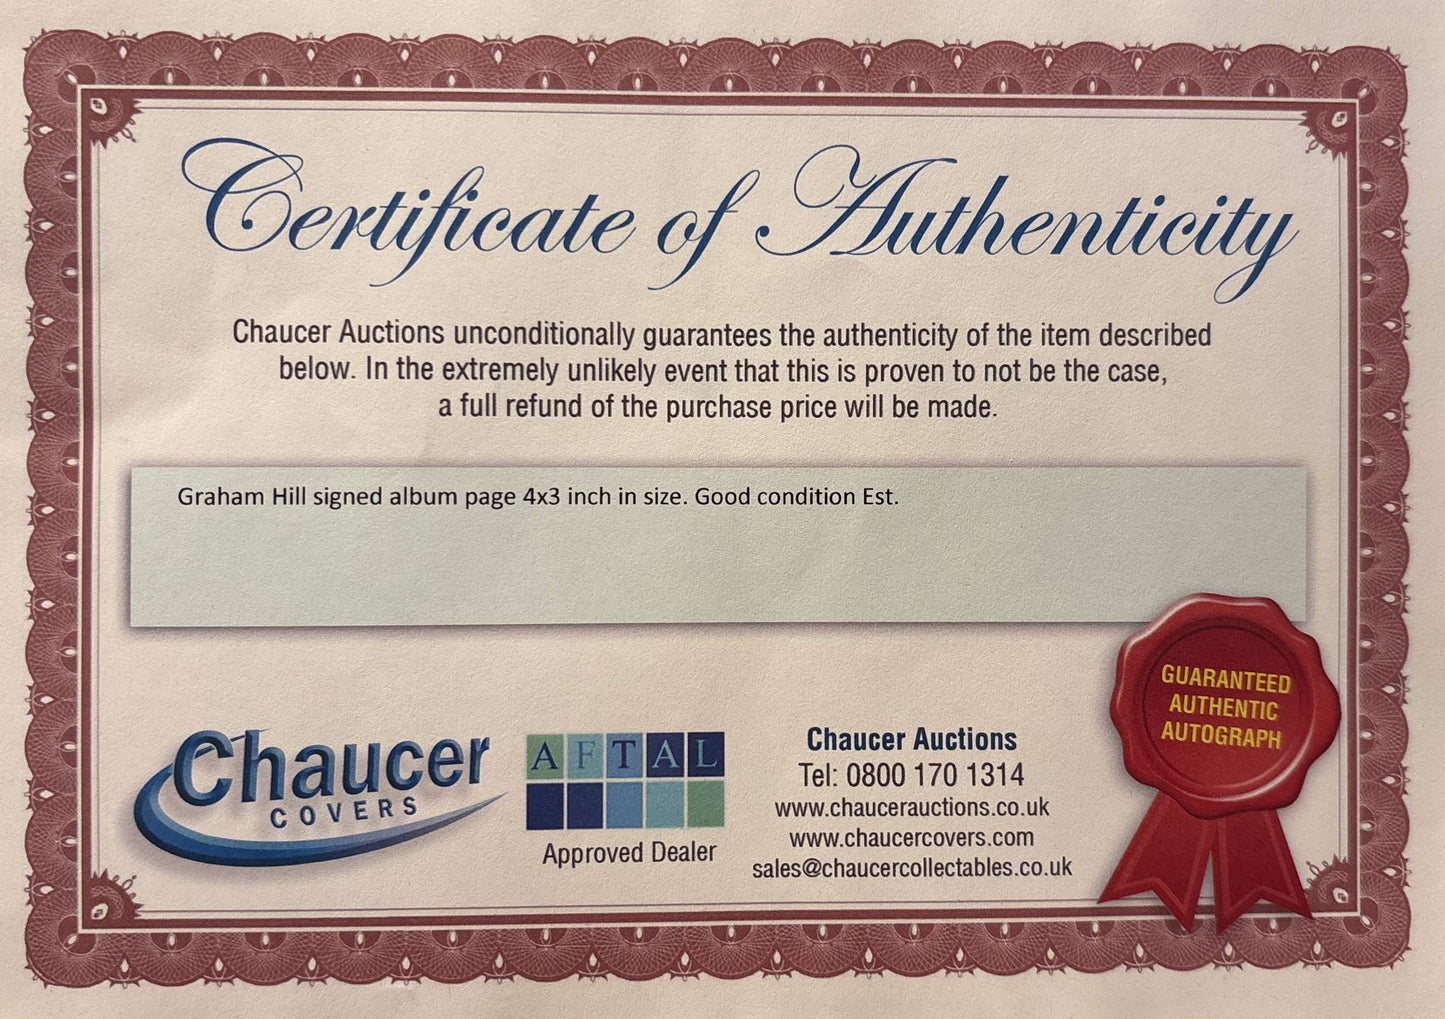 Certificate of Authenticity
Chaucer Auctions unconditionally guarantees the authenticity of the item described
below. In the extremely unlikely event that this is proven to not be the case,
a full refund of the purchase price will be made.
Graham Hill signed album page 4x3 inch in size. Good condition Est.
GUARANTEED
AUTHENTIC
AUTOGRAPH
Chaucer
COVERS
AFTAL
Approved Dealer
Chaucer Auctions
Tel: 0800 170 1314
www.chaucerauctions.co.uk
www.chaucercovers.com
sales@chaucercollectables.co.uk